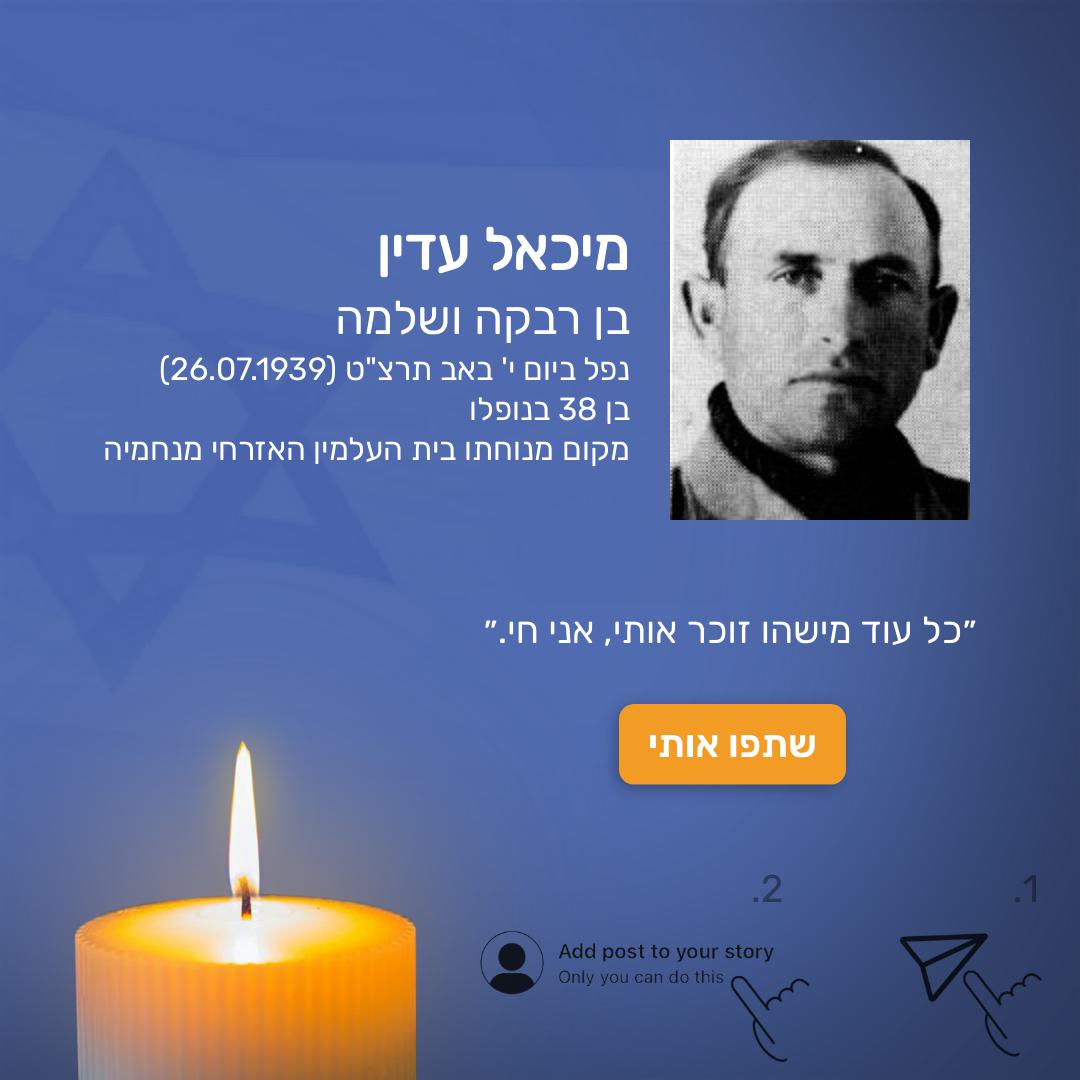 מיכאל עדין
בן רבקה ושלמה
נפל ביום י' באב תרצ"ט (26.07.1939)
בן 38 בנופלו
מקום מנוחתו בית העלמין האזרחי מנחמיה
״כל עוד מישהו זוכר אותי, אני חי.״
שתפו אותי
1.
2.
Add post to your story
Only you can do this